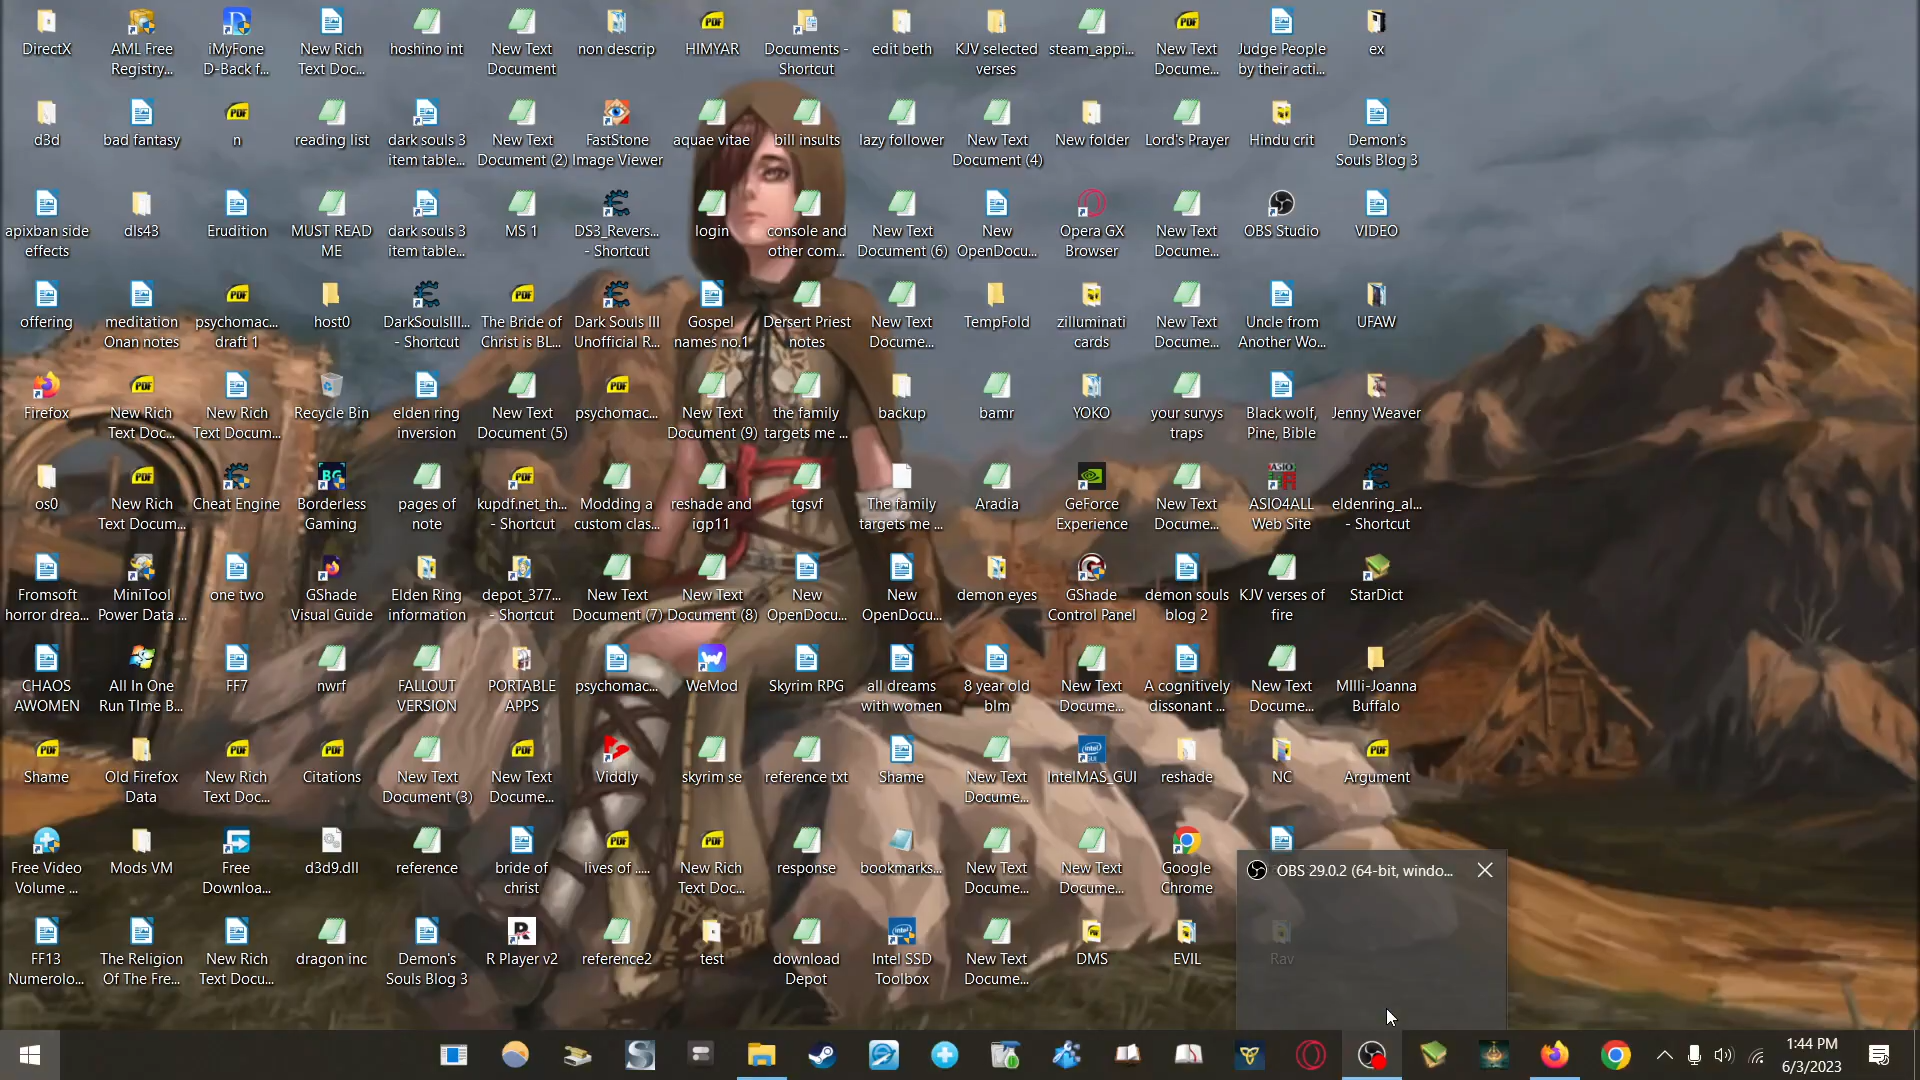 DirectX
AML Free
Registry...
iMyFone
D-Back f...
New Rich
Text Doc...
hoshino int
New Text
Document
non descrip
HIMYAR
Documents -
Shortcut
edit beth
KJV selected
verses
steam_appi...
New Text
Docume...
Judge People
by their acti...
ex
d3d
bad fantasy
n
reading list
dark souls 3
item table...
New Text
Document (2)
FastStone
Image Viewer
aquae vitae
bill insults
lazy follower
New Text
Document (4)
New folder
Lord's Prayer
Hindu crit
Demon's
Souls Blog 3
apixban side
effects
dls43
Erudition
MUST READ
ME
dark souls 3
item table...
MS 1
DS3_Revers...
- Shortcut
login
console and
other com...
New Text
Document (6)
New
OpenDocu...
Opera GX
Browser
New Text
Docume...
OBS Studio
VIDEO
offering
meditation
Onan notes
psychomac...
draft 1
host0
DarkSoulsIII...
- Shortcut
The Bride of
Christ is BL...
Dark Souls III
Unofficial R...
Gospel
names no.1
Dersert Priest
notes
New Text
Docume...
TempFold
zilluminati
cards
New Text
Docume...
Uncle from
Another Wo...
UFAW
Firefox
New Rich
Text Doc...
New Rich
Text Docum...
Recycle Bin
elden ring
inversion
New Text
Document (5)
psychomac...
New Text
Document (9)
the family
targets me ...
backup
bamr
YOKO
your survys
traps
Black wolf,
Pine, Bible
Jenny Weaver
os0
New Rich
Text Docum...
Cheat Engine
Borderless
Gaming
pages of
note
kupdf.net_th...
- Shortcut
Modding a
custom clas...
reshade and
igp11
tgsvf
The family
targets me ...
Aradia
GeForce
Experience
New Text
Docume...
ASIO4ALL
Web Site
eldenring_al...
- Shortcut
Fromsoft
horror drea...
MiniTool
Power Data ...
one two
GShade
Visual Guide
Elden Ring
information
depot_377...
- Shortcut
New Text
Document (7)
New Text
Document (8)
New
OpenDocu...
New
OpenDocu...
demon eyes
GShade
Control Panel
demon souls
blog 2
KJV verses of
fire
StarDict
CHAOS
AWOMEN
All In One
Run TIme B...
FF7
nwrf
FALLOUT
VERSION
PORTABLE
APPS
psychomac...
WeMod
Skyrim RPG
all dreams
with women
8 year old
blm
New Text
Docume...
A cognitively
dissonant ...
New Text
Docume...
MIlli-Joanna
Buffalo
Shame
Old Firefox
Data
New Rich
Text Doc...
Citations
New Text
Document (3)
New Text
Docume...
Viddly
skyrim se
reference txt
Shame
New Text
Docume...
IntelMAS_GUI
reshade
NC
Argument
Free Video
Volume ...
Mods VM
Free
Downloa...
d3d9.dll
reference
bride of
christ
lives of .....
New Rich
Text Doc...
response
bookmarks...
New Text
Docume...
New Text
Docume...
Google
Chrome
OBS 29.0.2 (64-bit, windo...
FF13
Numerolo...
The Religion
Of The Fre...
New Rich
Text Docu...
dragon inc
Demon's
Souls Blog 3
R Player v2
reference2
test
download
Depot
Intel SSD
Toolbox
New Text
Docume...
DMS
EVIL
Rav
1:44 PM
6/3/2023